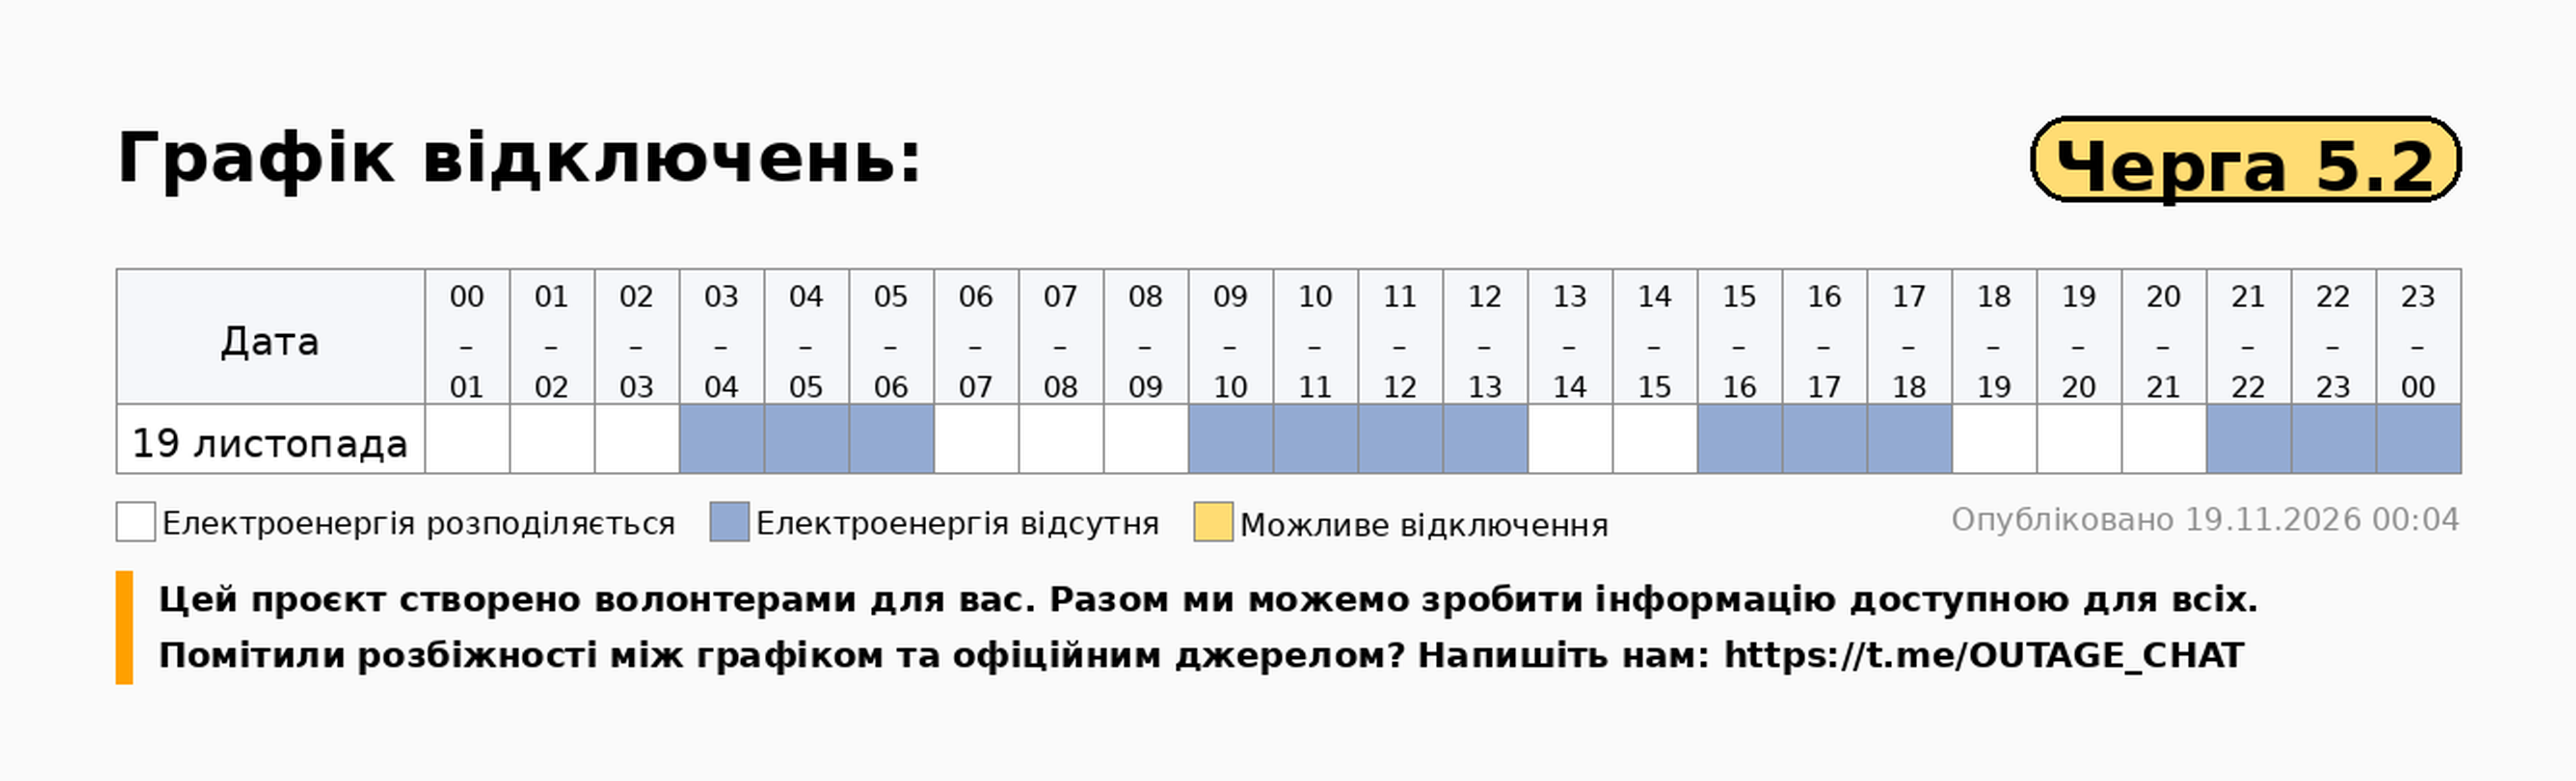 Графік відключень:
Черга 5.2
Дата 00 – 01 01 – 02 02 – 03 03 – 04 04 – 05 05 – 06 06 – 07 07 – 08 08 – 09 09 – 10 10 – 11 11 – 12 12 – 13 13 – 14 14 – 15 15 – 16 16 – 17 17 – 18 18 – 19 19 – 20 20 – 21 21 – 22 22 – 23 23 – 00
19 листопада
Електроенергія розподіляється Електроенергія відсутня Можливе відключення
Опубліковано 19.11.2026 00:04
Цей проєкт створено волонтерами для вас. Разом ми можемо зробити інформацію доступною для всіх.
Помітили розбіжності між графіком та офіційним джерелом? Напишіть нам: https://t.me/OUTAGE_CHAT